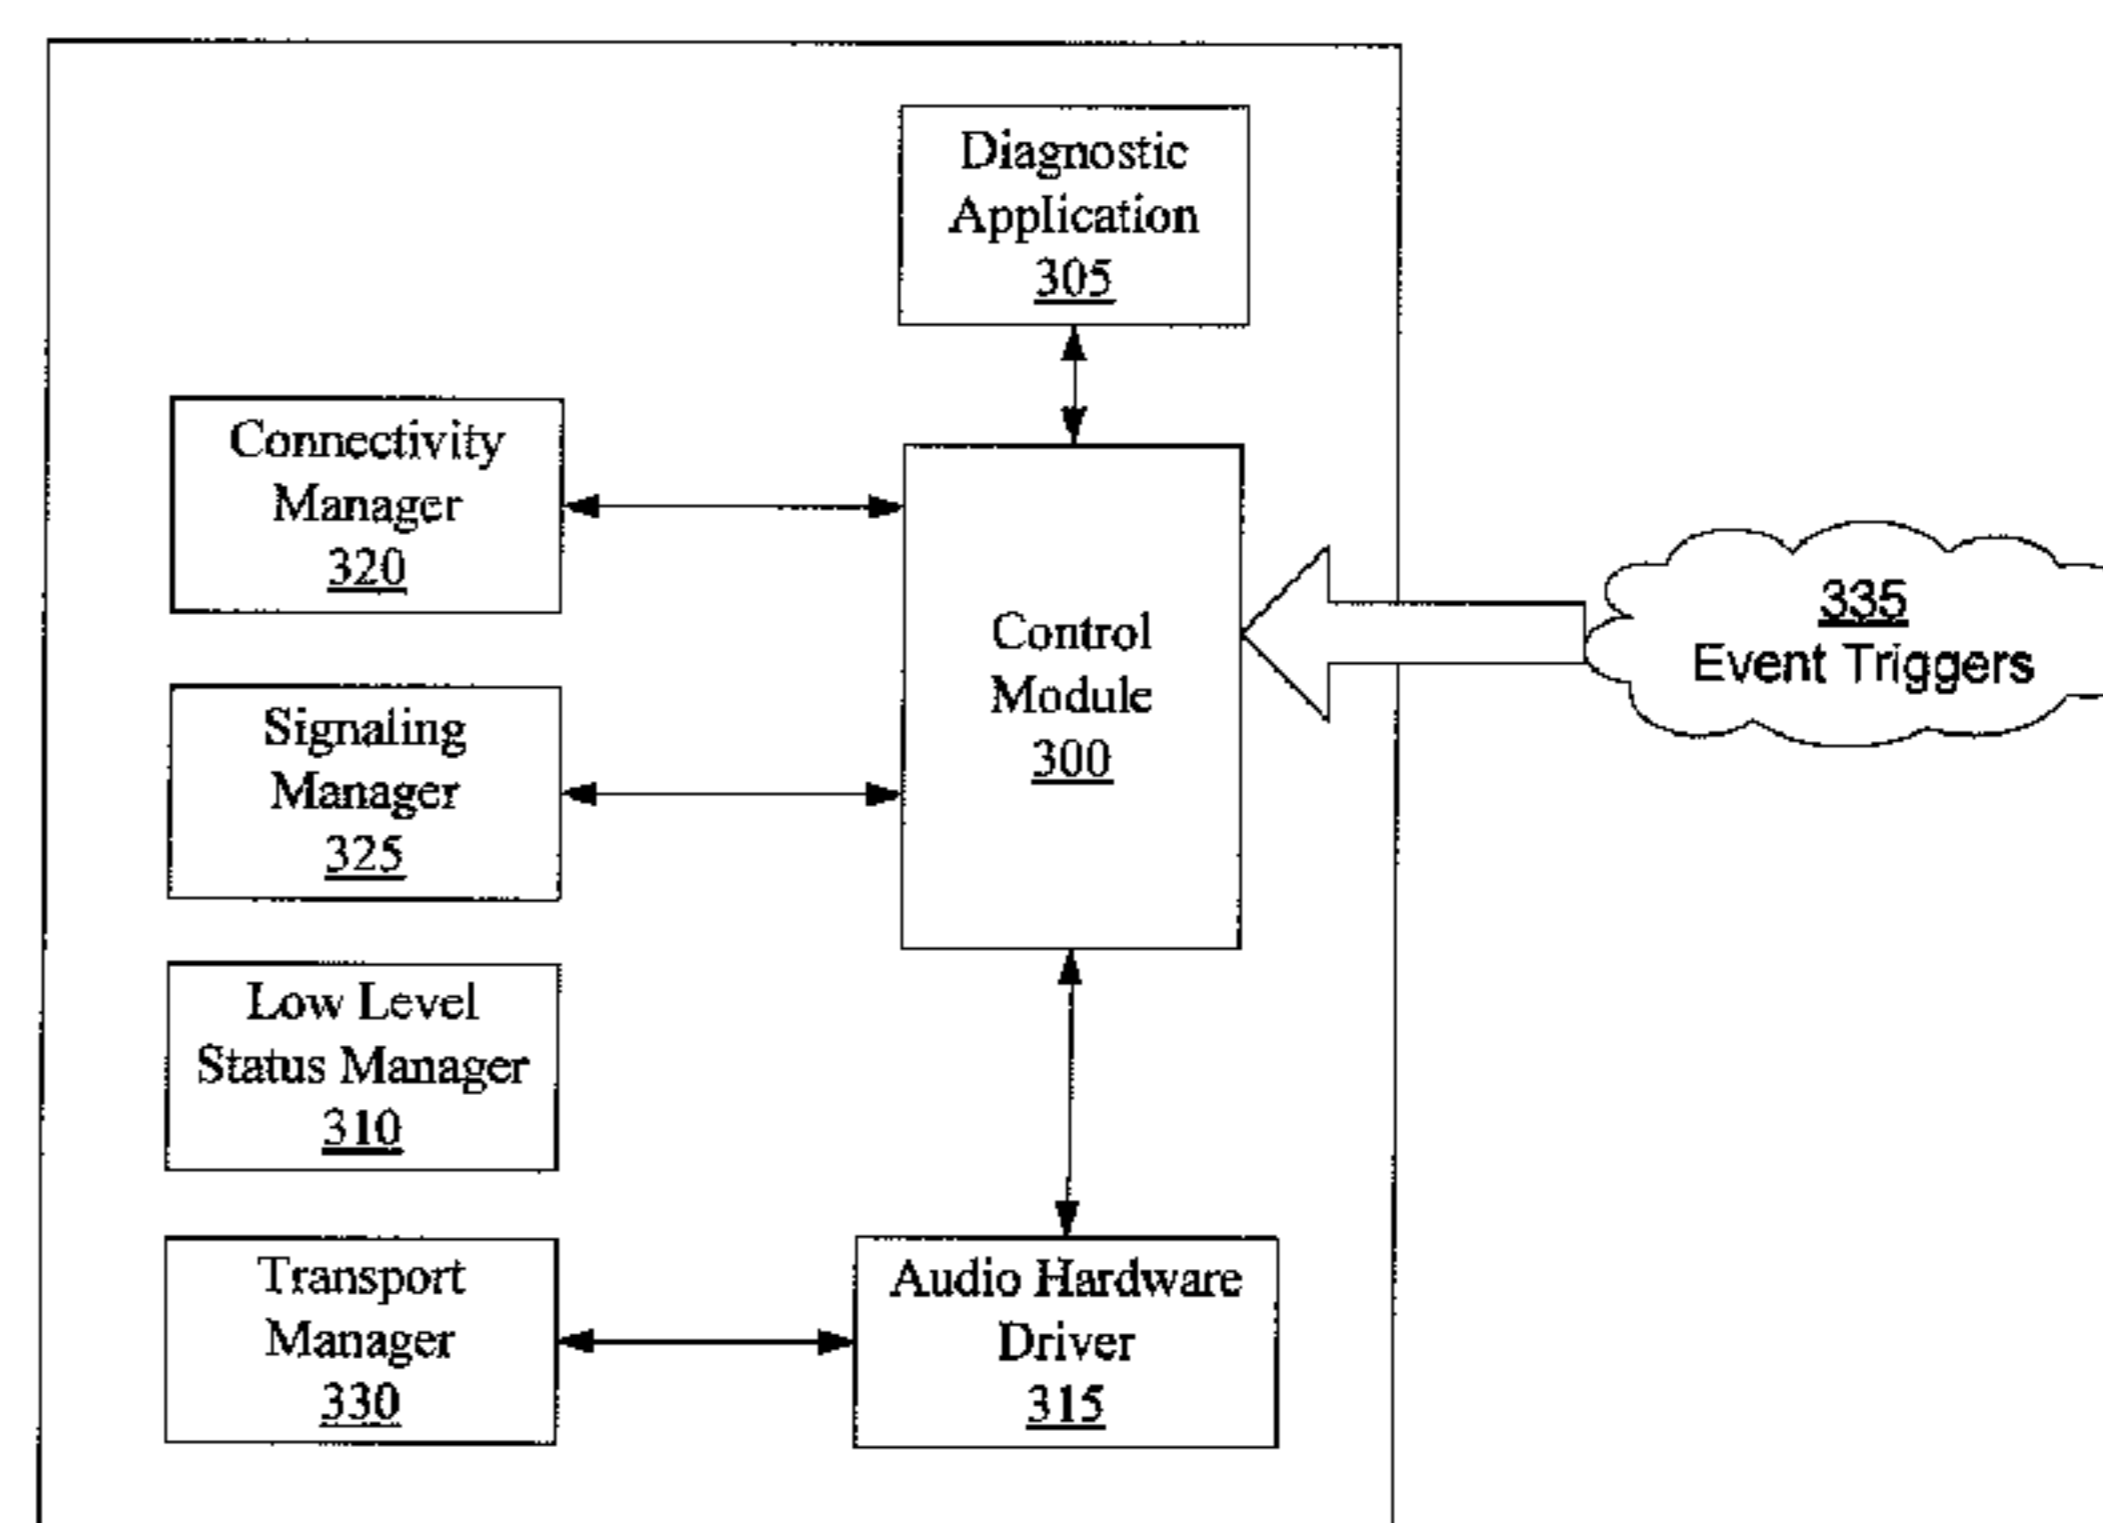 Diagnostic
Application
305
Connectivity
Manager
320
Control
Module
300
335
Event Triggers
Signaling
Manager
325
Low Level
Status Manager
310
Transport
Manager
330
Audio Hardware
Driver
315